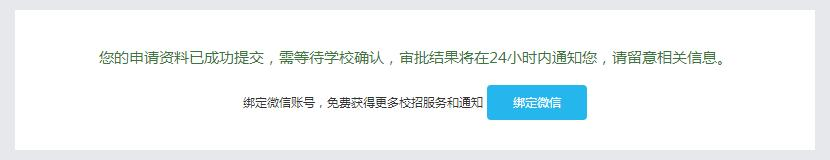 您的申请资料已成功提交，需等待学校确认，审批结果将在24小时内通知您，请留意相关信息。
绑定微信账号，免费获得更多校招服务和通知 绑定微信